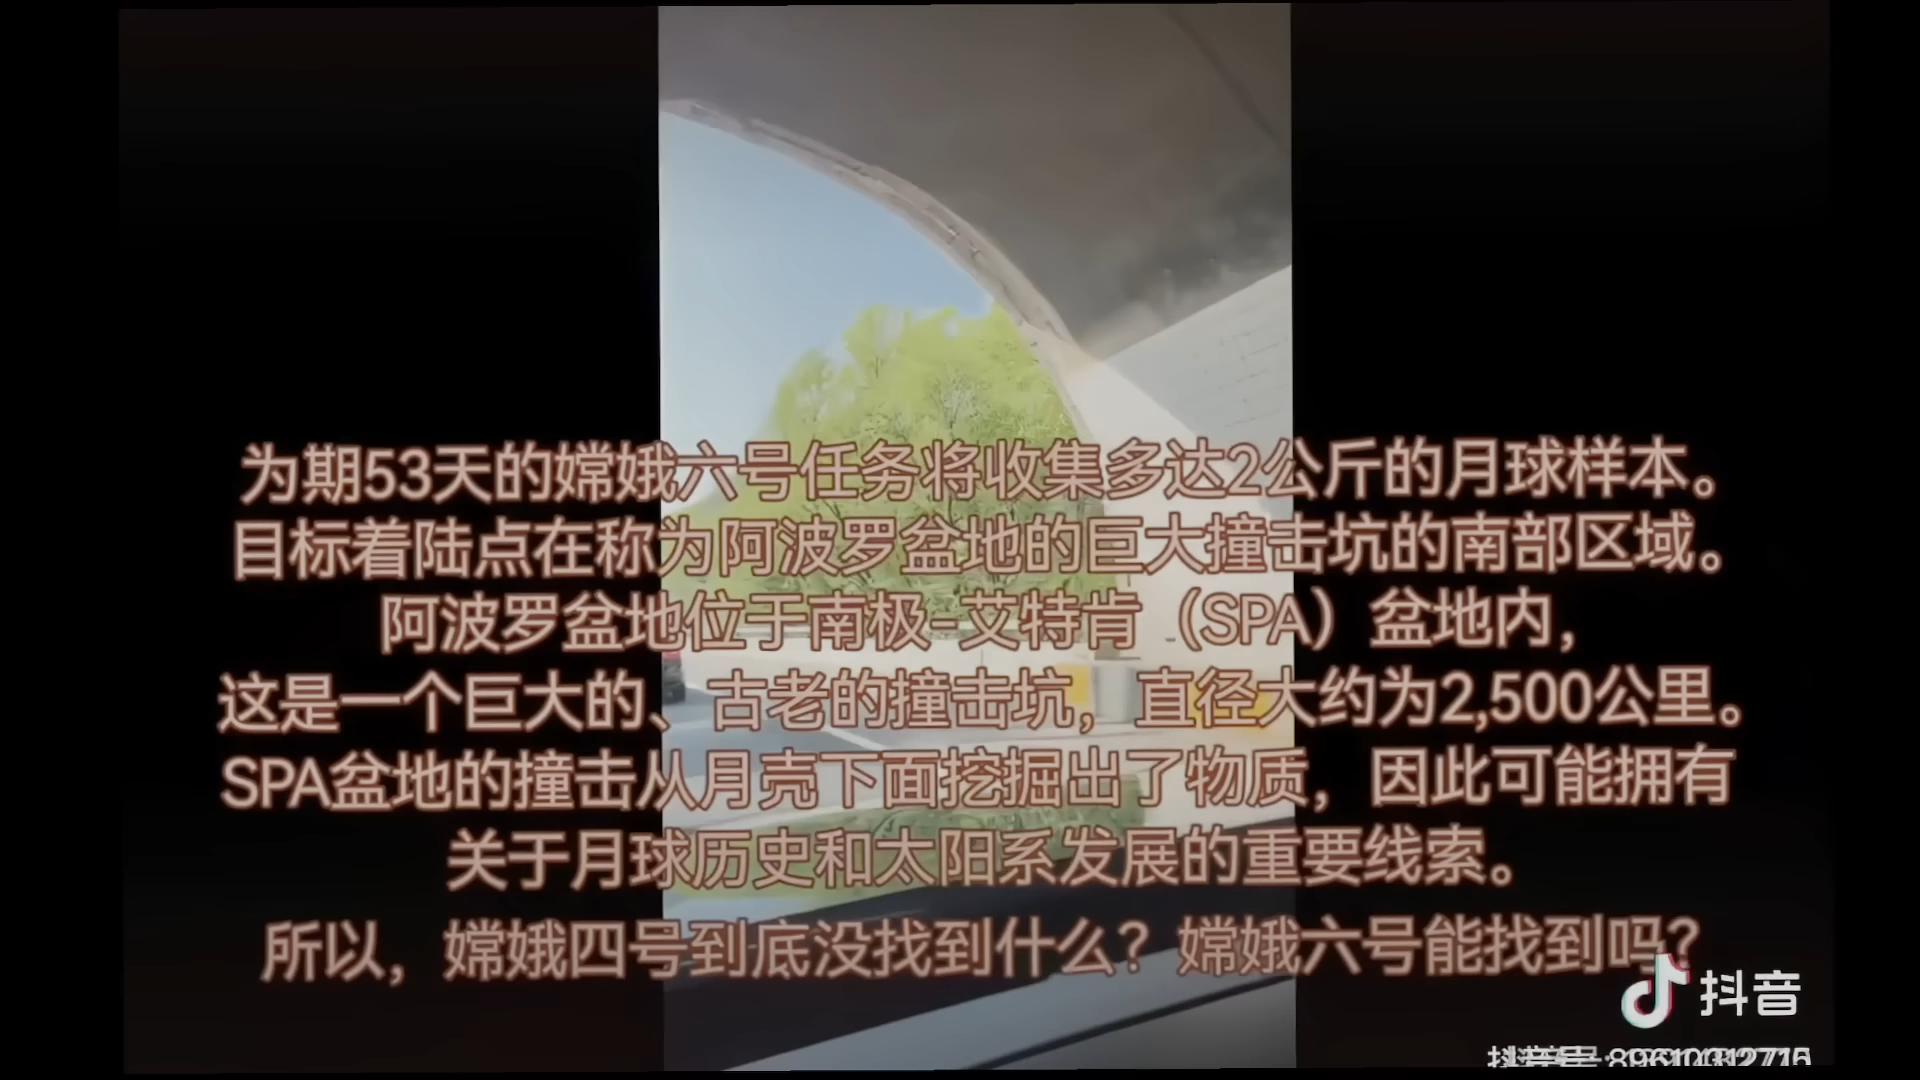 为期53天的嫦娥六号任务将收集多达2公斤的月球样本。
目标着陆点在称为阿波罗盆地的巨大撞击坑的南部区域。
阿波罗盆地位于南极-艾特肯（SPA）盆地内，
这是一个巨大的、古老的撞击坑，直径大约为2,500公里。
SPA盆地的撞击从月壳下面挖掘出了物质，因此可能拥有
关于月球历史和太阳系发展的重要线索。
所以，嫦娥四号到底没找到什么？嫦娥六号能找到吗？
抖音